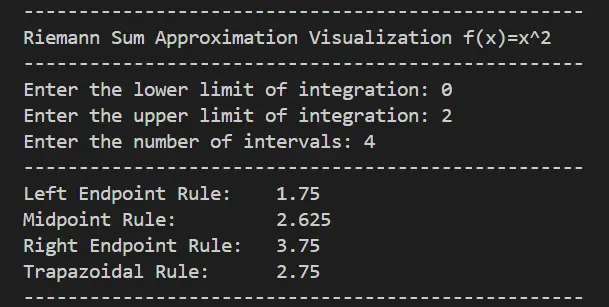 -----------------------------------------------------
Riemann Sum Approximation Visualization f(x)=x^2
-----------------------------------------------------
Enter the lower limit of integration: 0
Enter the upper limit of integration: 2
Enter the number of intervals: 4
-----------------------------------------------------
Left Endpoint Rule:    1.75
Midpoint Rule:         2.625
Right Endpoint Rule:   3.75
Trapazoidal Rule:      2.75
-----------------------------------------------------